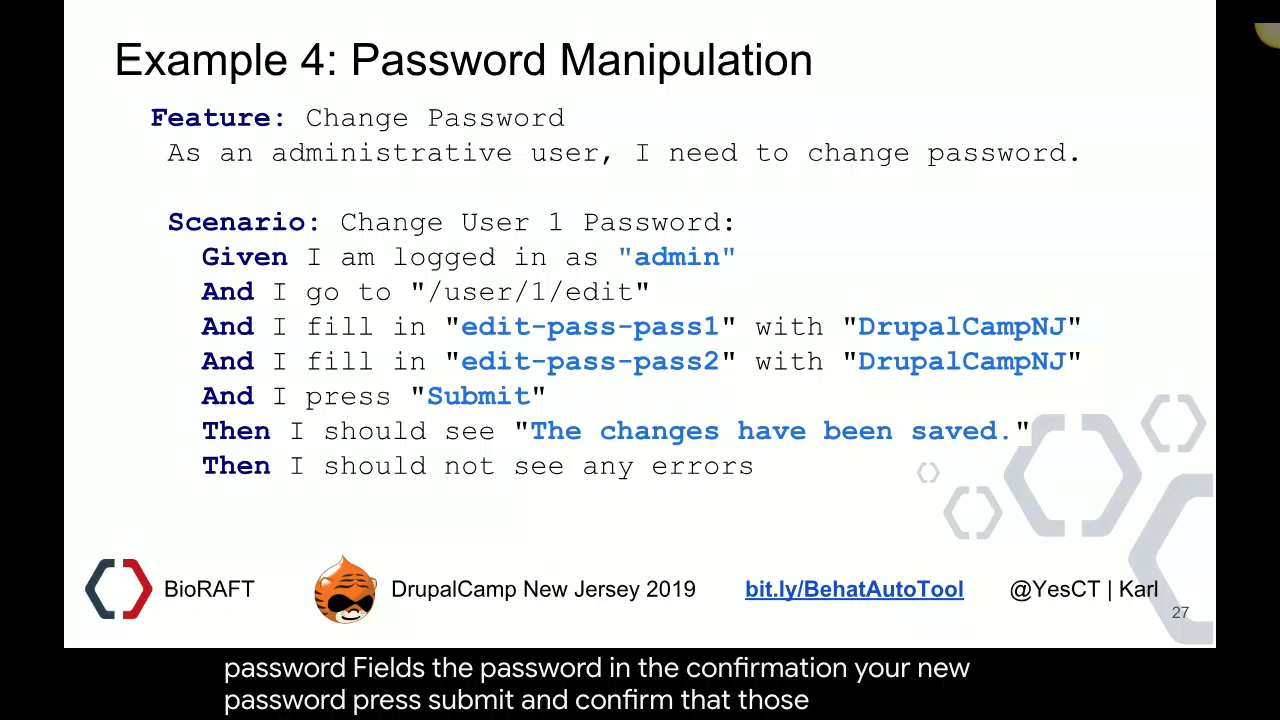 Example 4: Password Manipulation
Feature: Change Password
As an administrative user, I need to change password.
Scenario: Change User 1 Password:
Given I am logged in as "admin"
And I go to "/user/1/edit"
And I fill in "edit-pass-pass1" with "DrupalCampNJ"
And I fill in "edit-pass-pass2" with "DrupalCampNJ"
And I press "Submit"
Then I should see "The changes have been saved."
Then I should not see any errors
BioRAFT DrupalCamp New Jersey 2019 bit.ly/BehatAutoTool @YesCT | Karl
27
password Fields the password in the confirmation your new
password press submit and confirm that those